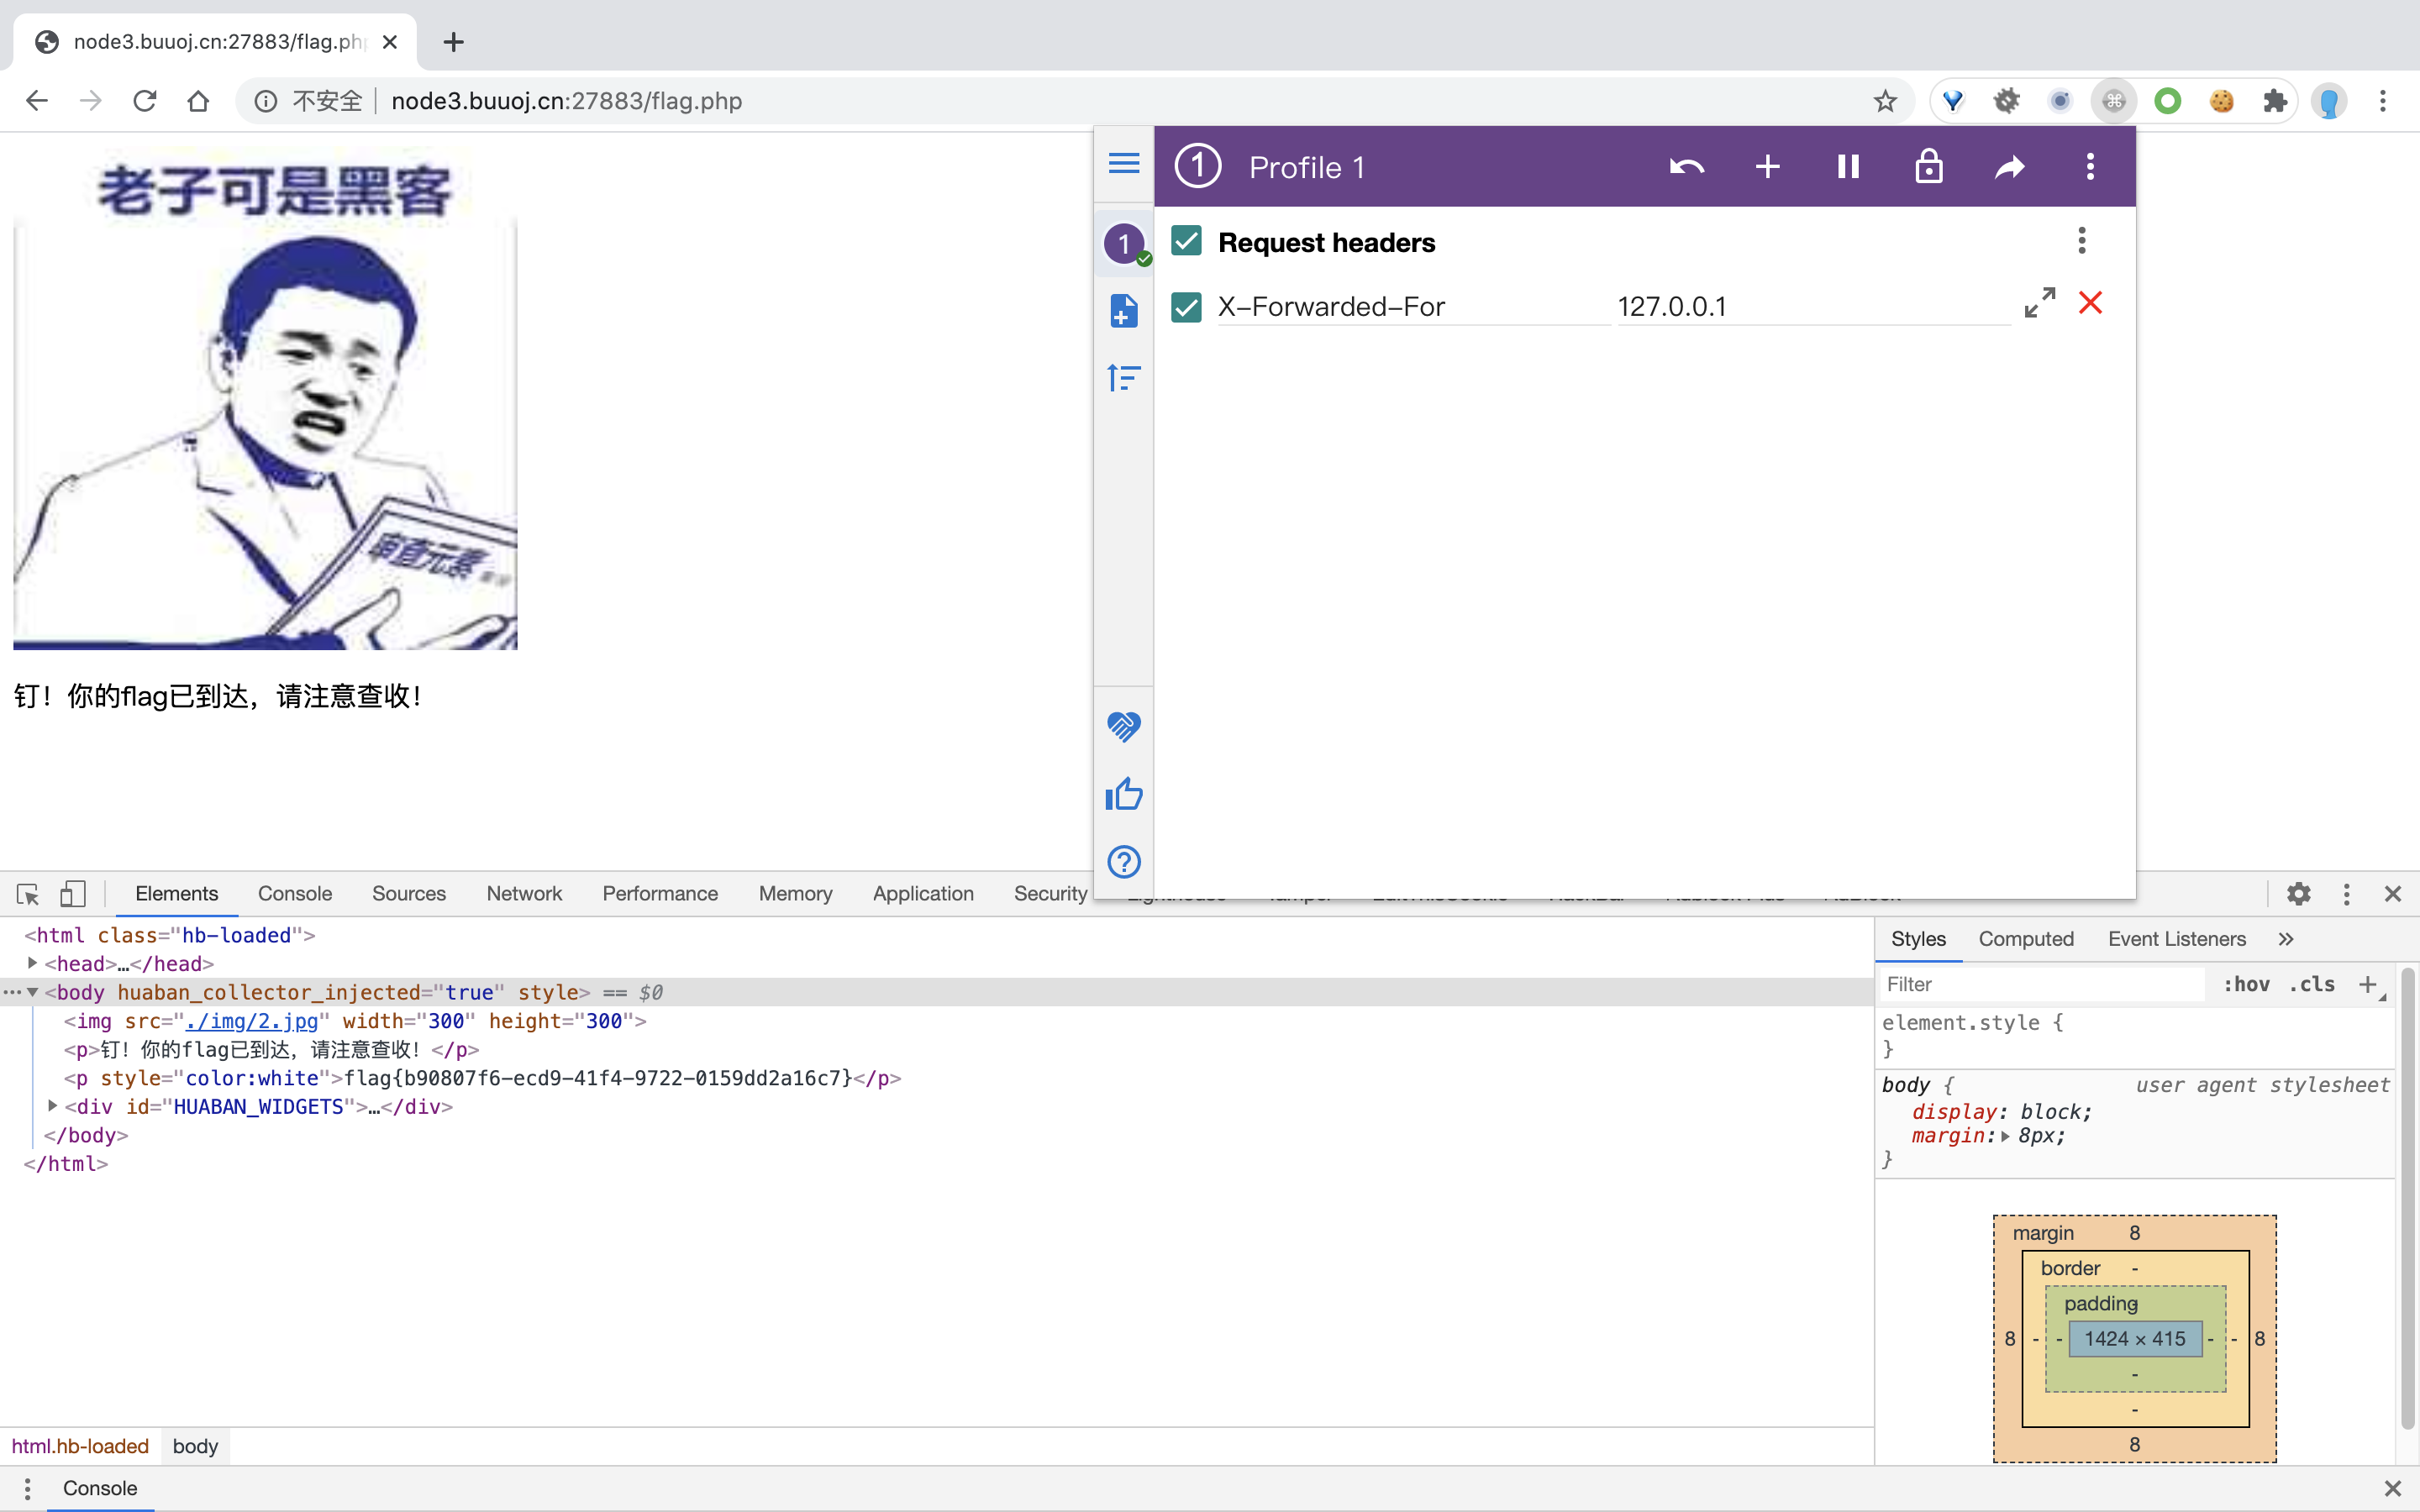 node3.buuoj.cn:27883/flag.php
不安全 node3.buuoj.cn:27883/flag.php
老子可是黑客
审查元素
钉！你的flag已到达，请注意查收！
1 Profile 1
1
Request headers
X-Forwarded-For 127.0.0.1
Elements Console Sources Network Performance Memory Application Security
<html class="hb-loaded">
<head>…</head>
<body huaban_collector_injected="true" style> == $0
<img src="./img/2.jpg" width="300" height="300">
<p>钉！你的flag已到达，请注意查收！</p>
<p style="color:white">flag{b90807f6-ecd9-41f4-9722-0159dd2a16c7}</p>
<div id="HUABAN_WIDGETS">…</div>
</body>
</html>
html.hb-loaded body
Console
Styles Computed Event Listeners »
Filter :hov .cls +
element.style {
}
body { user agent stylesheet
display: block;
margin: 8px;
}
margin 8
border -
padding -
8 - - 1424 × 415 - - 8
-
-
8